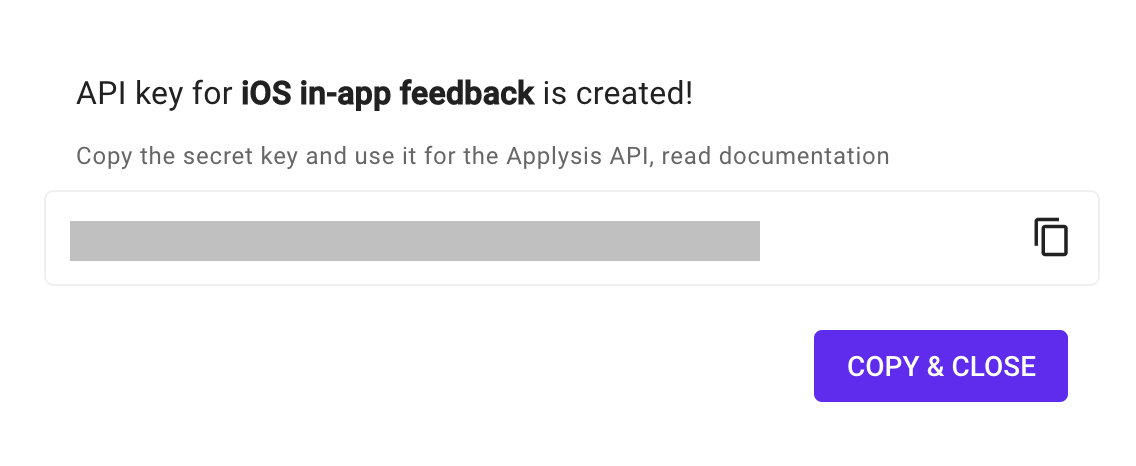 API key for iOS in-app feedback is created!
Copy the secret key and use it for the Applysis API, read documentation
COPY & CLOSE